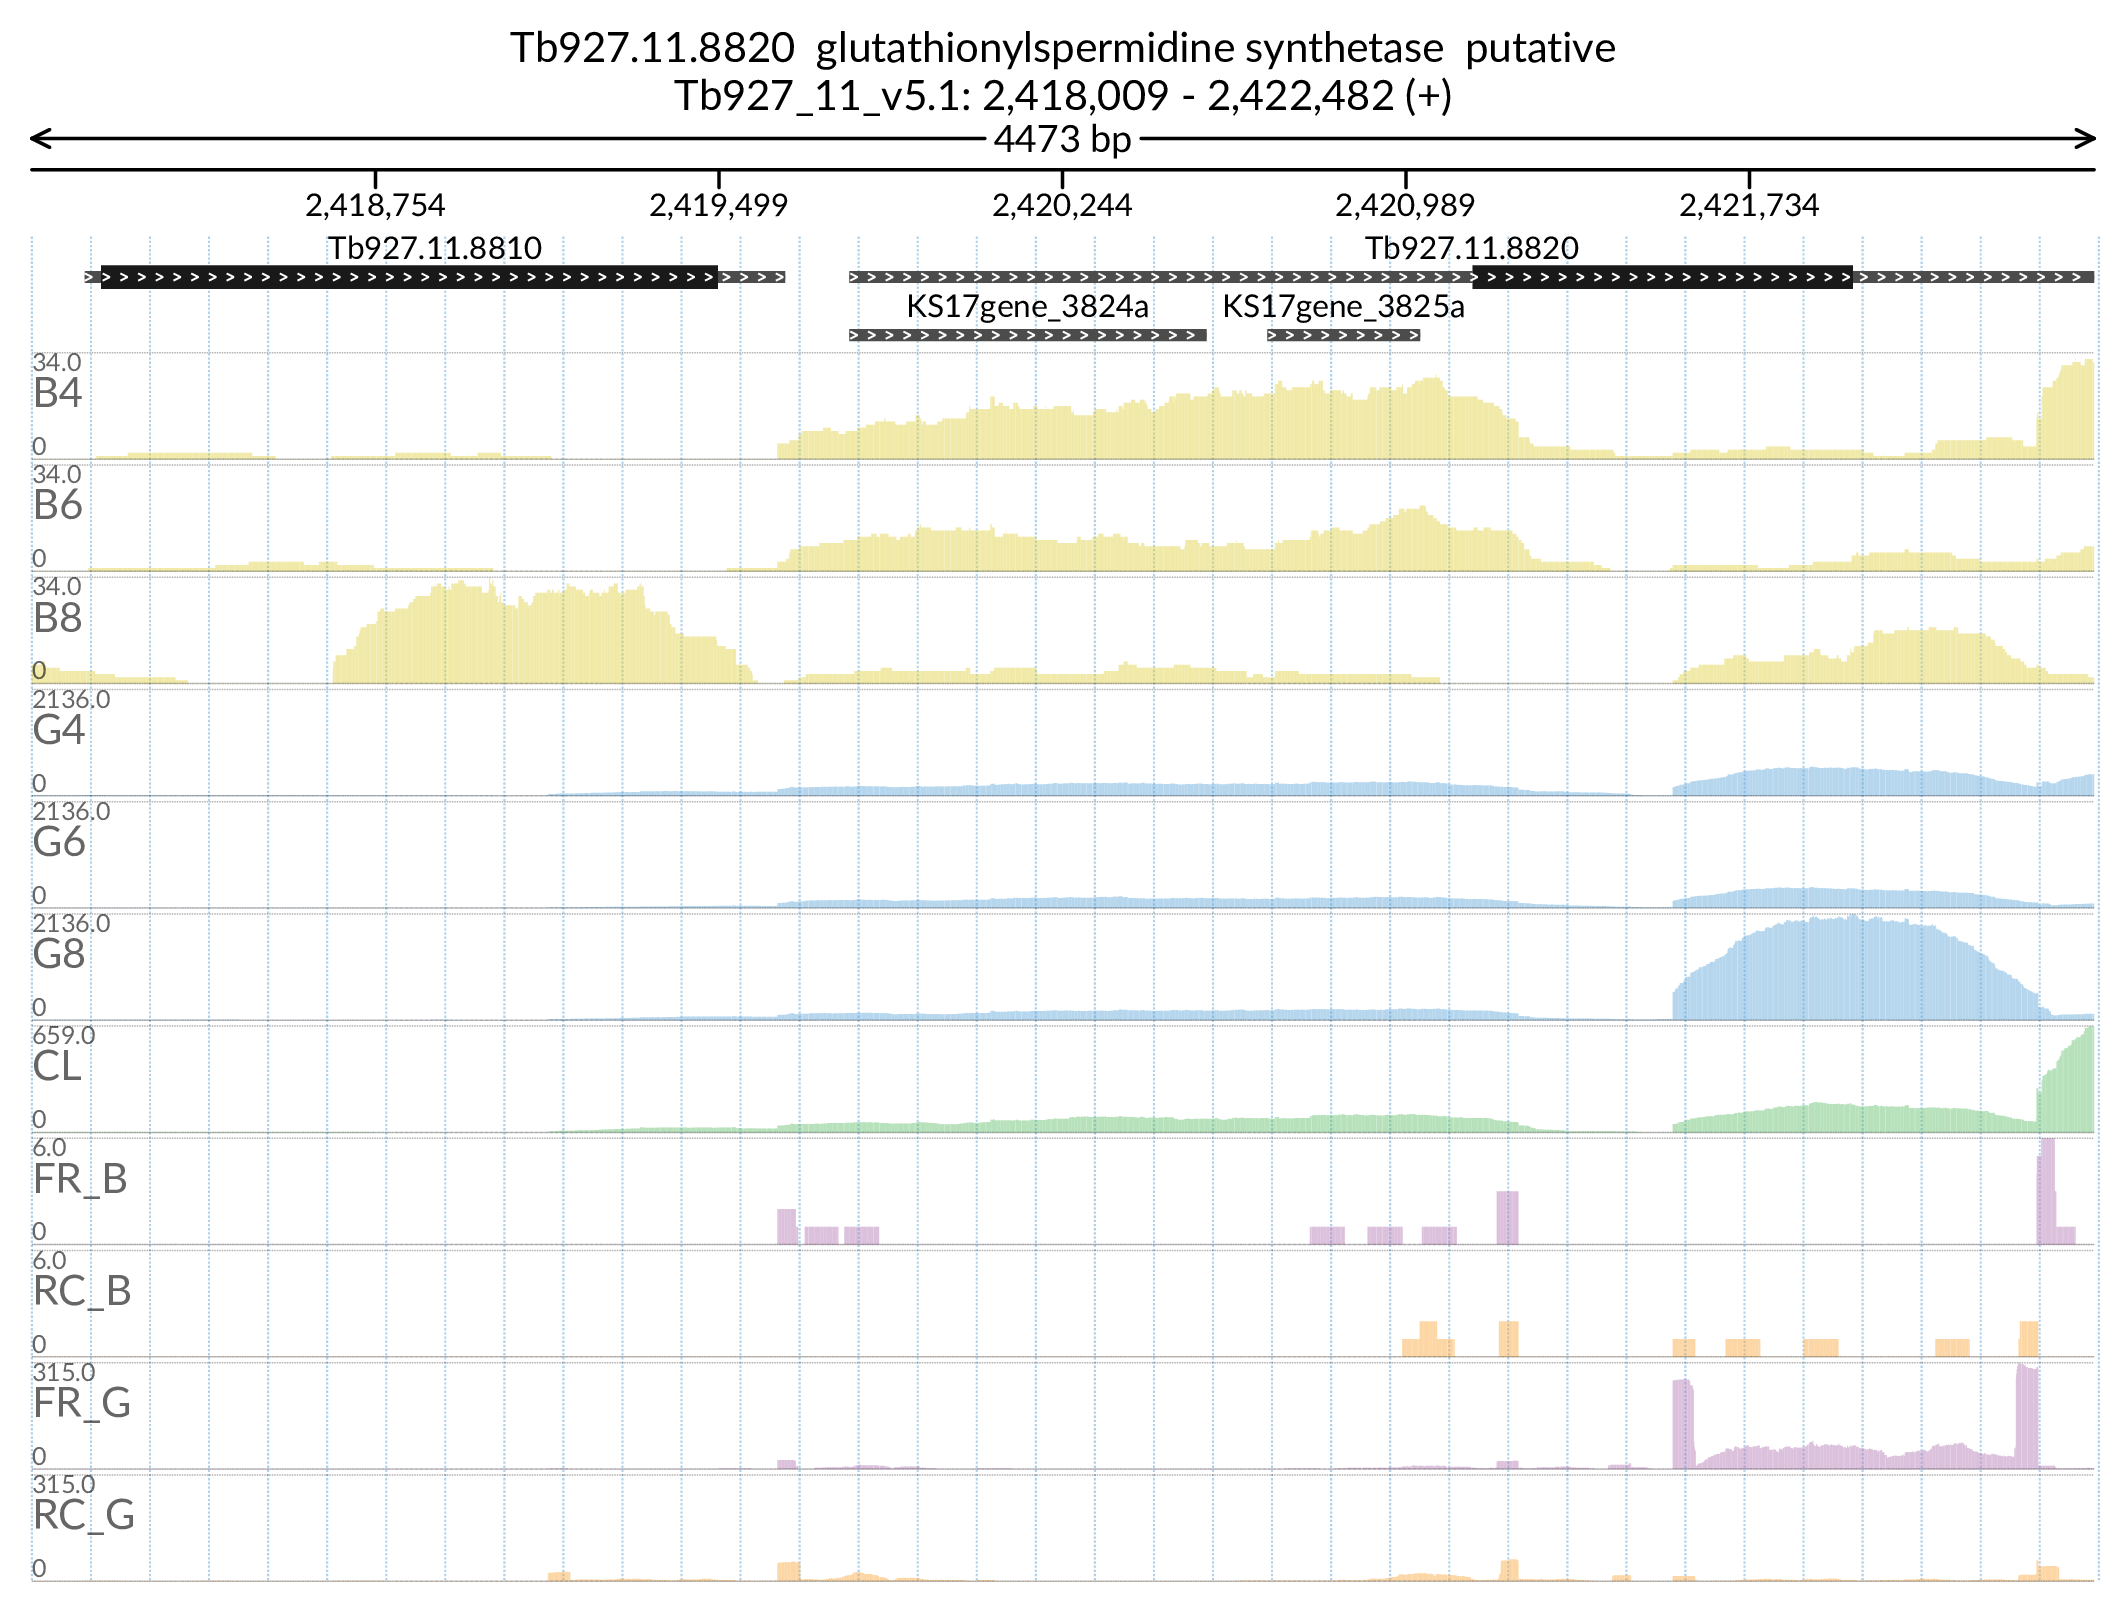 Tb927.11.8820 glutathionylspermidine synthetase putative
Tb927_11_v5.1: 2,418,009 - 2,422,482 (+)
4473 bp
2,418,754 2,419,499 2,420,244 2,420,989 2,421,734
Tb927.11.8810 Tb927.11.8820
KS17gene_3824a KS17gene_3825a
34.0
B4
0
34.0
B6
0
34.0
B8
0
2136.0
G4
0
2136.0
G6
0
2136.0
G8
0
659.0
CL
0
6.0
FR_B
0
6.0
RC_B
0
315.0
FR_G
0
315.0
RC_G
0